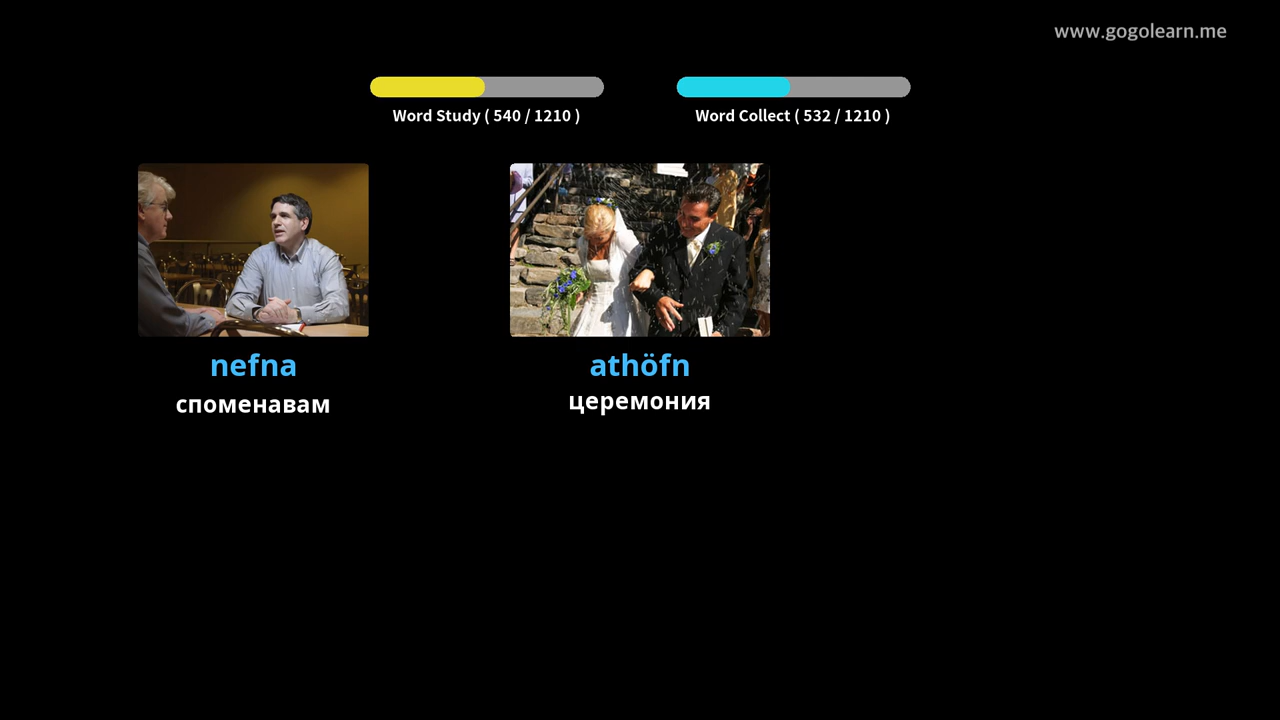 www.gogolearn.me
Word Study ( 540 / 1210 )
Word Collect ( 532 / 1210 )
nefna
споменавам
athöfn
церемония